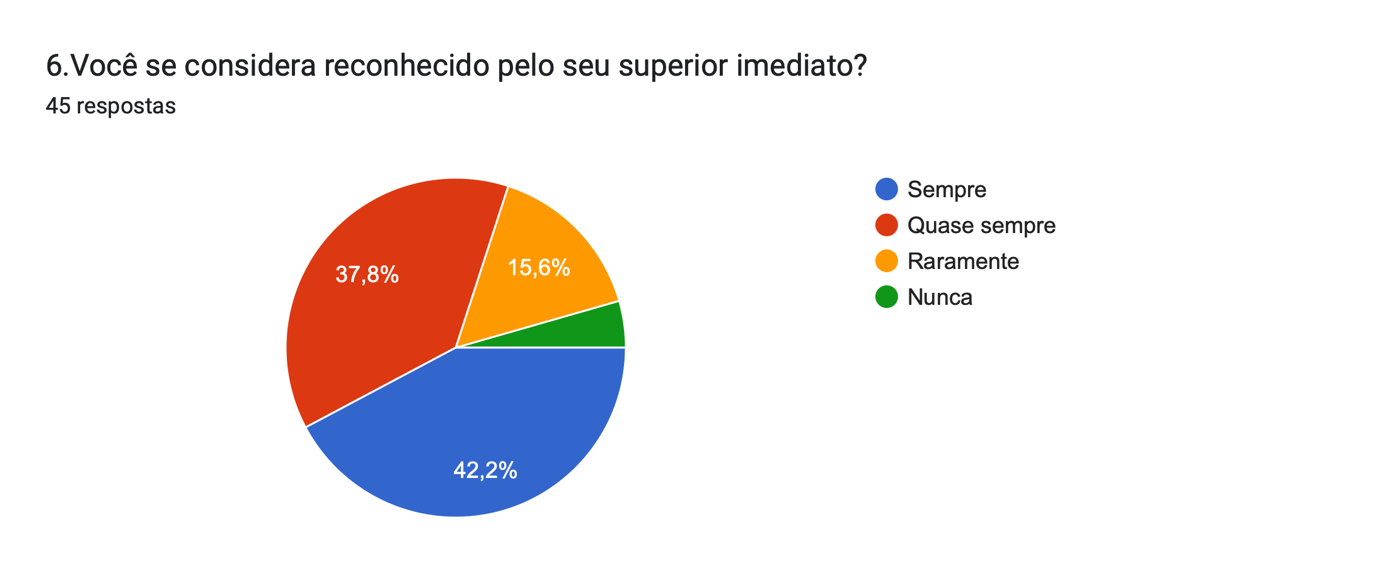 6.Você se considera reconhecido pelo seu superior imediato?
45 respostas
Sempre
Quase sempre
Raramente
Nunca
37,8%
15,6%
42,2%